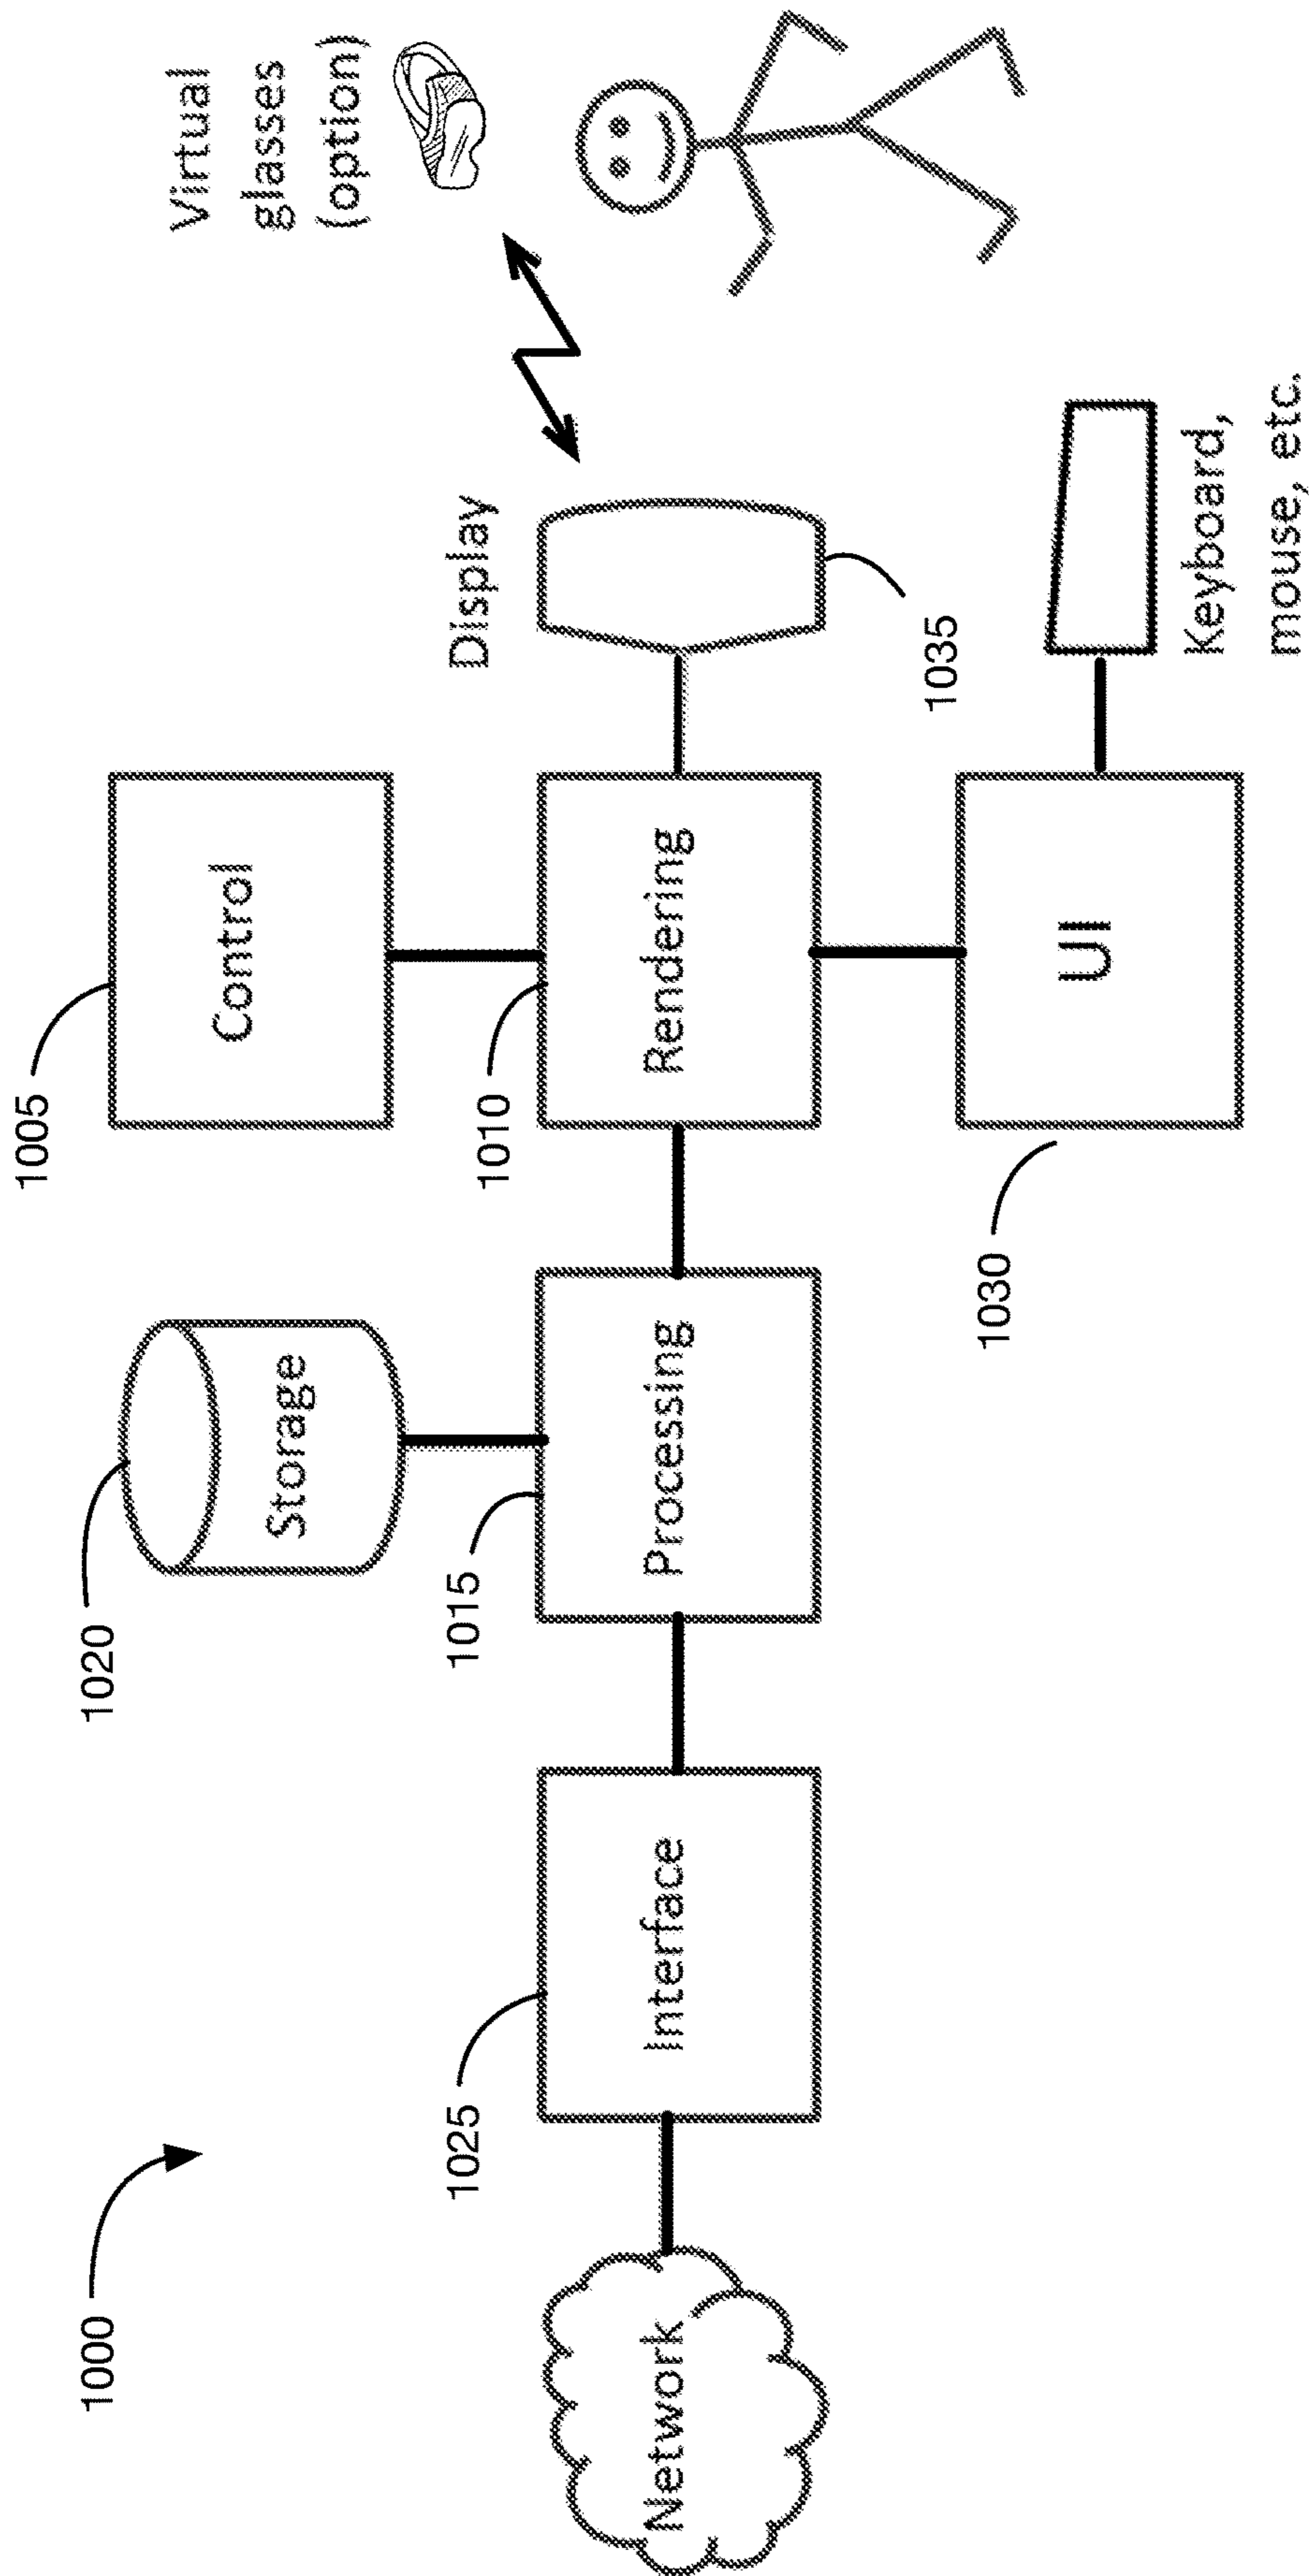 1000
1005
1020
Virtual
glasses
(option)
Control
Storage
Display
1025
1015
1010
Network
Interface
Processing
Rendering
1035
1030
UI
Keyboard,
mouse, etc.